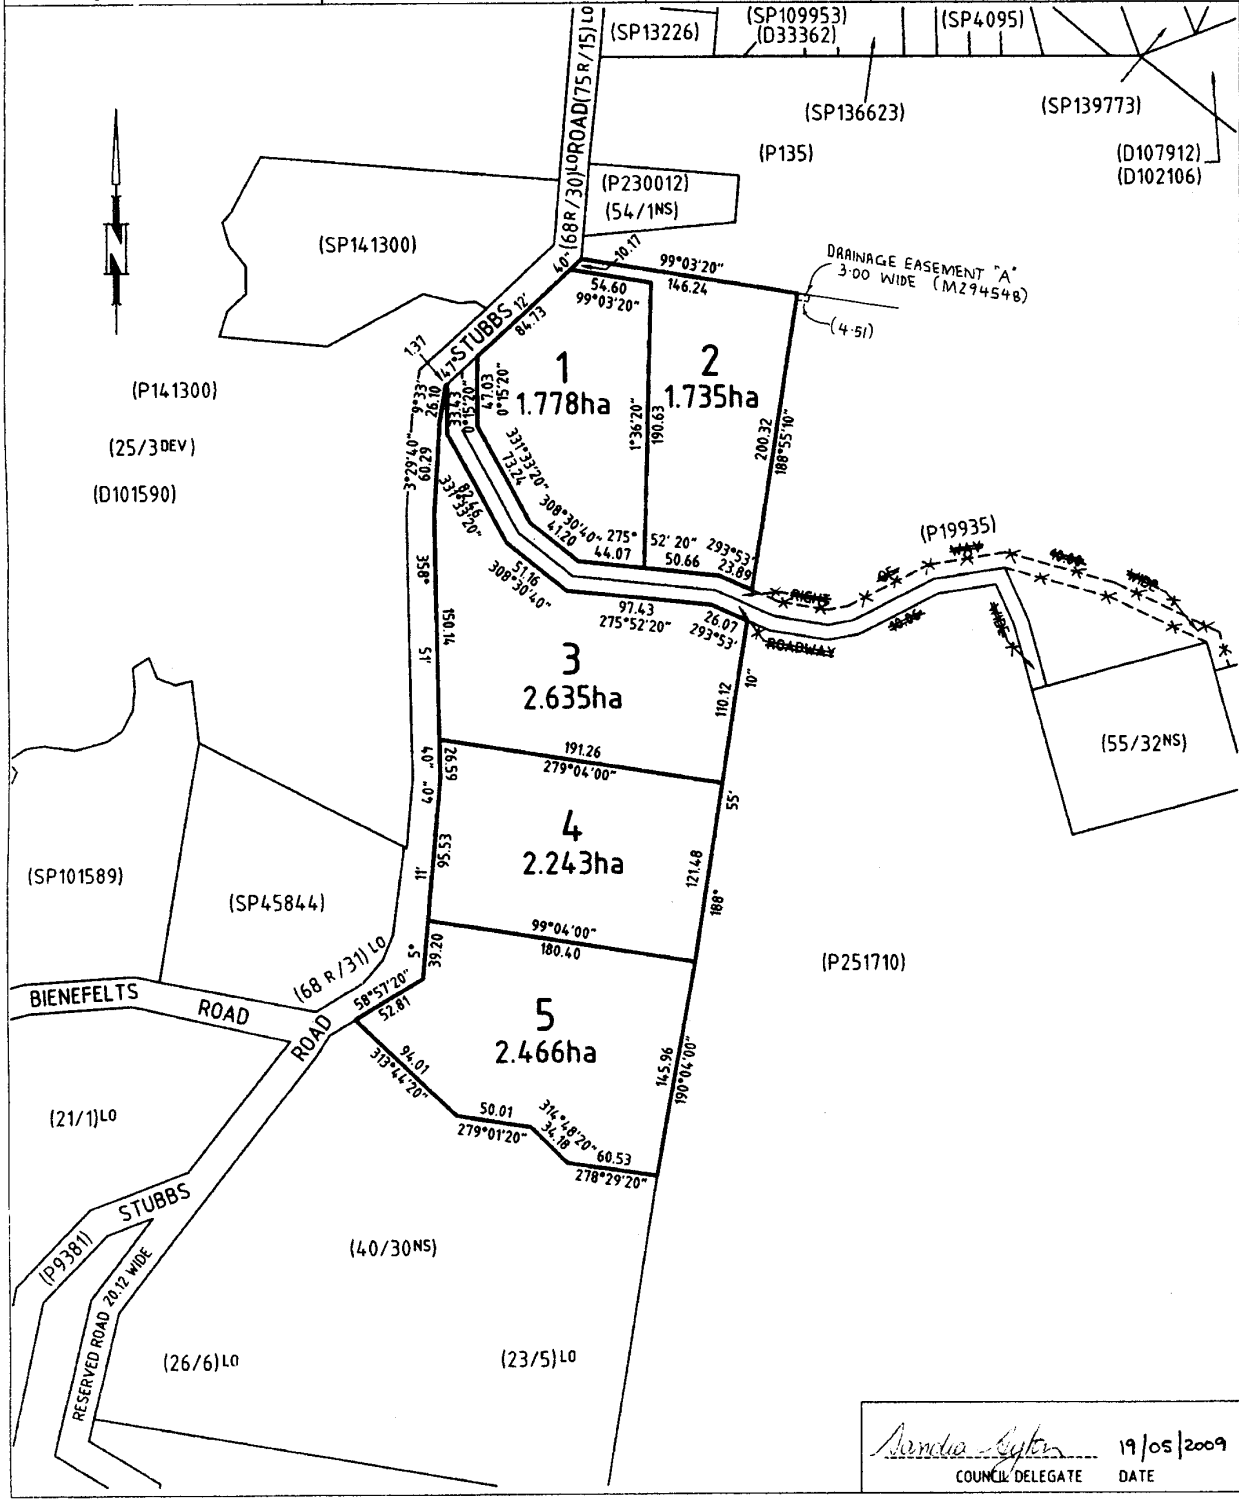 (75R/15)LO
(SP13226)
(SP109953)
(D33362)
(SP4095)
(SP136623)
(SP139773)
(P135)
(D107912)
(D102106)
ROAD
(68R/30)LO
(P230012)
(54/1NS)
(SP141300)
10.17
99°03'20"
146.24
DRAINAGE EASEMENT "A"
3.00 WIDE (M294548)
(4.51)
54.60
99°03'20"
47° 12' 40"
STUBBS
84.73
1.37
1
1.778ha
2
1.735ha
(P141300)
(25/3DEV)
(D101590)
9°33'
26.10
33.43
0°15'20"
47.03
0°15'20"
1°36'20"
190.63
200.32
188°55'10"
3°29'40"
60.29
82.46
331°33'20"
331°33'20"
73.24
308°30'40"
41.20
275° 52'20"
44.07
50.66
293°53'
23.89
(P19935)
RIGHT OF WAY 10.00 WIDE
358° 51' 40"
150.14
51.16
308°30'40"
97.43
275°52'20"
26.07
293°53'
ROADWAY
10.06
WIDE
3
2.635ha
110.12
10"
26.59
191.26
279°04'00"
(55/32NS)
55'
4
2.243ha
40"
95.53
11'
121.48
188°
(SP101589)
(SP45844)
99°04'00"
180.40
5°
39.20
(P251710)
(68 R/31)LO
BIENEFELTS
ROAD
ROAD
58°57'20"
52.81
5
2.466ha
94.01
313°44'20"
145.96
190°04'00"
50.01
279°01'20"
314°48'20"
34.18
60.53
278°29'20"
(21/1)LO
STUBBS
(P9381)
RESERVED ROAD 20.12 WIDE
(40/30NS)
(26/6)LO
(23/5)LO
19/05/2009
COUNCIL DELEGATE DATE